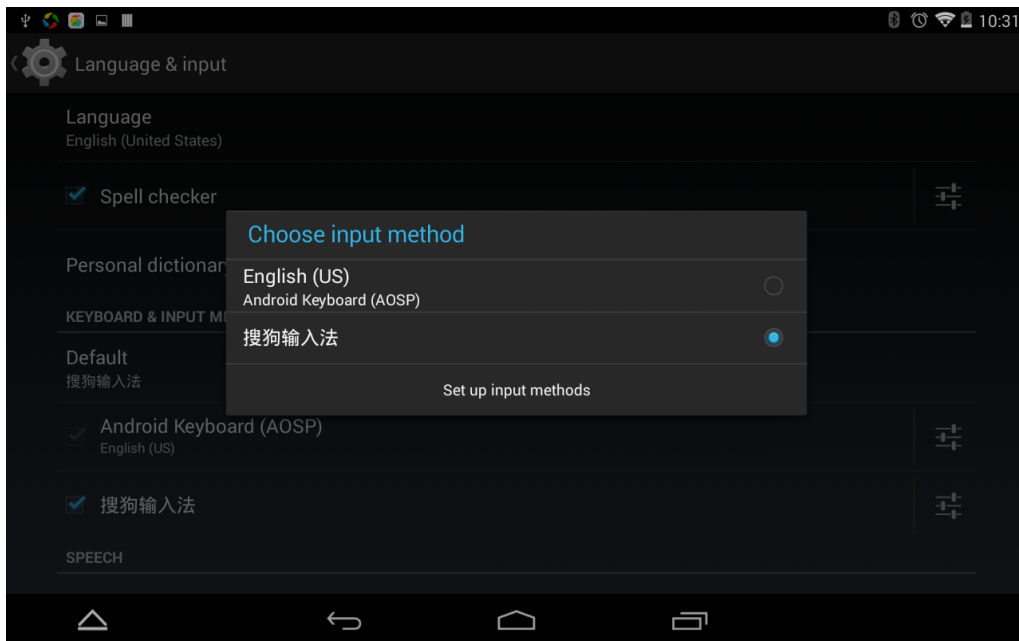 10:31
Language & input
Language
English (United States)
Spell checker
Choose input method
Personal dictionar
English (US)
Android Keyboard (AOSP)
KEYBOARD & INPUT M
搜狗输入法
Default
搜狗输入法
Set up input methods
Android Keyboard (AOSP)
English (US)
搜狗输入法
SPEECH